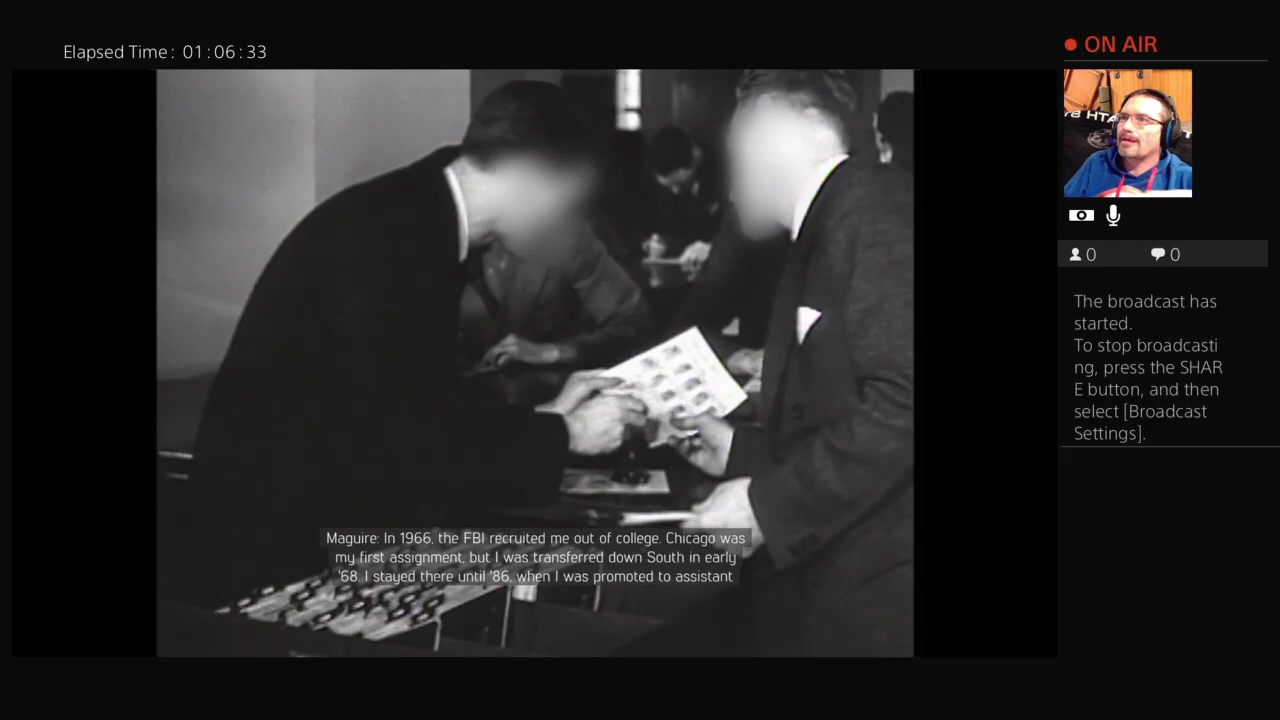 Elapsed Time: 01:06:33
ON AIR
0 0
The broadcast has
started.
To stop broadcasti
ng, press the SHAR
E button, and then
select [Broadcast
Settings].
Maguire: In 1966, the FBI recruited me out of college. Chicago was
my first assignment, but I was transferred down South in early
'68. I stayed there until '86, when I was promoted to assistant